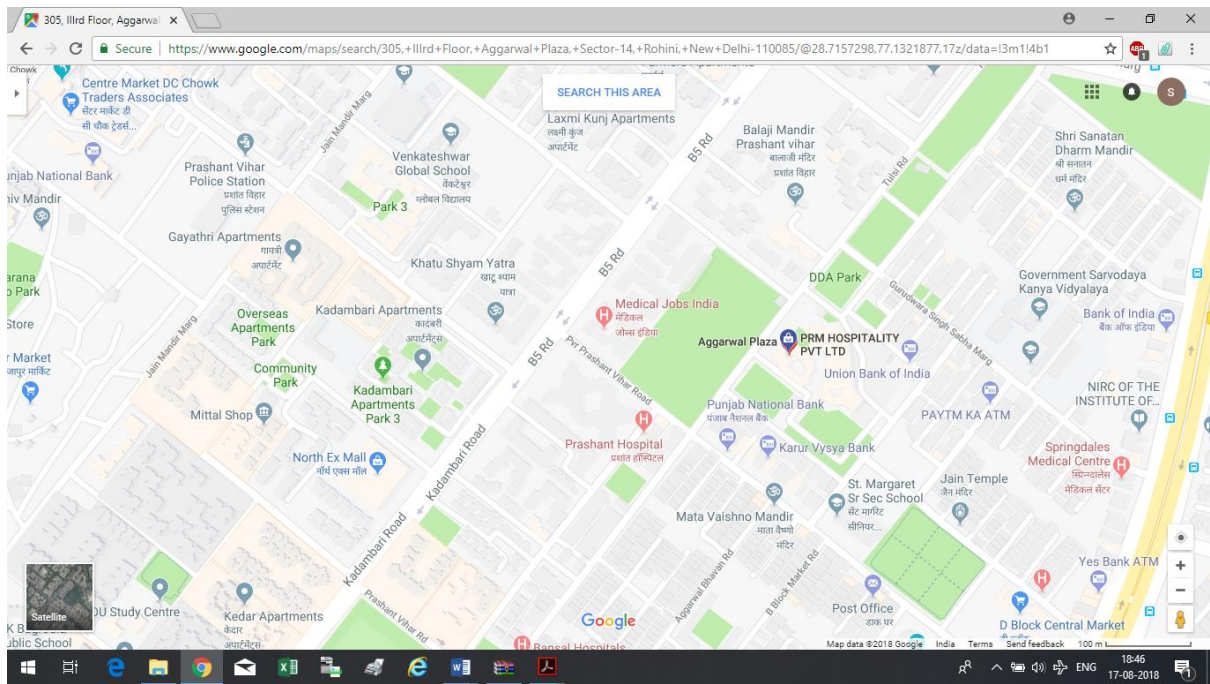 305, IIIrd Floor, Aggarwal
Secure
https://www.google.com/maps/search/305,+IIIrd+Floor,+Aggarwal+Plaza,+Sector-14,+Rohini,+New+Delhi-110085/@28.7157298,77.1321877,17z/data=!3m1!4b1
SEARCH THIS AREA
S
Chowk
Centre Market DC Chowk
Traders Associates
सेंटर मार्केट डी
सी चौक ट्रेडर्स...
Jain Mandir Marg
Laxmi Kunj Apartments
लक्ष्मी कुंज
अपार्टमेंट
B5 Rd
Balaji Mandir
Prashant vihar
बालाजी मंदिर
प्रशांत विहार
Tulsi Rd
Shri Sanatan
Dharm Mandir
श्री सनातन
धर्म मंदिर
unjab National Bank
iv Mandir
Prashant Vihar
Police Station
प्रशांत विहार
पुलिस स्टेशन
Venkateshwar
Global School
वेंकटेश्वर
ग्लोबल विद्यालय
Park 3
Gayathri Apartments
गायत्री
अपार्टमेंट
Khatu Shyam Yatra
खाटू श्याम
यात्रा
B5 Rd
DDA Park
Government Sarvodaya
Kanya Vidyalaya
Gurudwara Singh Sabha Marg
arana
o Park
Store
Overseas
Apartments
Park
Kadambari Apartments
कादंबरी
अपार्टमेंट्स
Medical Jobs India
मेडिकल
जोब्स इंडिया
Bank of India
बैंक ऑफ इंडिया
Jain Mandir Marg
B5 Rd
Pvr Prashant Vihar Road
Aggarwal Plaza
PRM HOSPITALITY
PVT LTD
Union Bank of India
r Market
जापुर मार्किट
Community
Park
Kadambari
Apartments
Park 3
Mittal Shop
Punjab National Bank
पंजाब नैशनल बैंक
PAYTM KA ATM
NIRC OF THE
INSTITUTE OF...
Prashant Hospital
प्रशांत हॉस्पिटल
Karur Vysya Bank
Springdales
Medical Centre
स्प्रिन्गदालेस
मेडिकल सेंटर
North Ex Mall
नॉर्थ एक्स मॉल
Kadambari Road
St. Margaret
Sr Sec School
सेंट मार्गरेट
सीनियर...
Jain Temple
जैन मंदिर
Mata Vaishno Mandir
माता वैष्णो
मंदिर
Kadambari Road
Aggarwal Bhavan Rd
B Block Market Rd
Yes Bank ATM
Satellite
DU Study Centre
Kedar Apartments
केदार
अपार्टमेंट्स
Prashant Vihar Rd
Google
Post Office
डाक घर
D Block Central Market
ublic School
Bansal Hospitals
Map data ©2018 Google India Terms Send feedback 100 m
ENG
18:46
17-08-2018